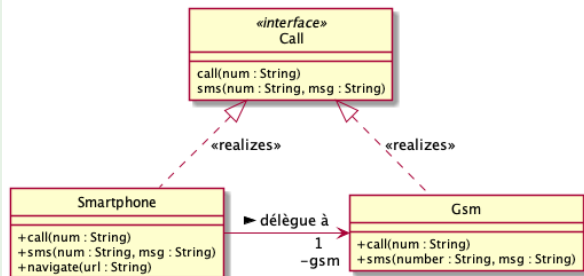 «interface»
Call
call(num : String)
sms(num : String, msg : String)
«realizes»
«realizes»
Smartphone
+call(num : String)
+sms(num : String, msg : String)
+navigate(url : String)
► délègue à
1
-gsm
Gsm
+call(num : String)
+sms(number : String, msg : String)